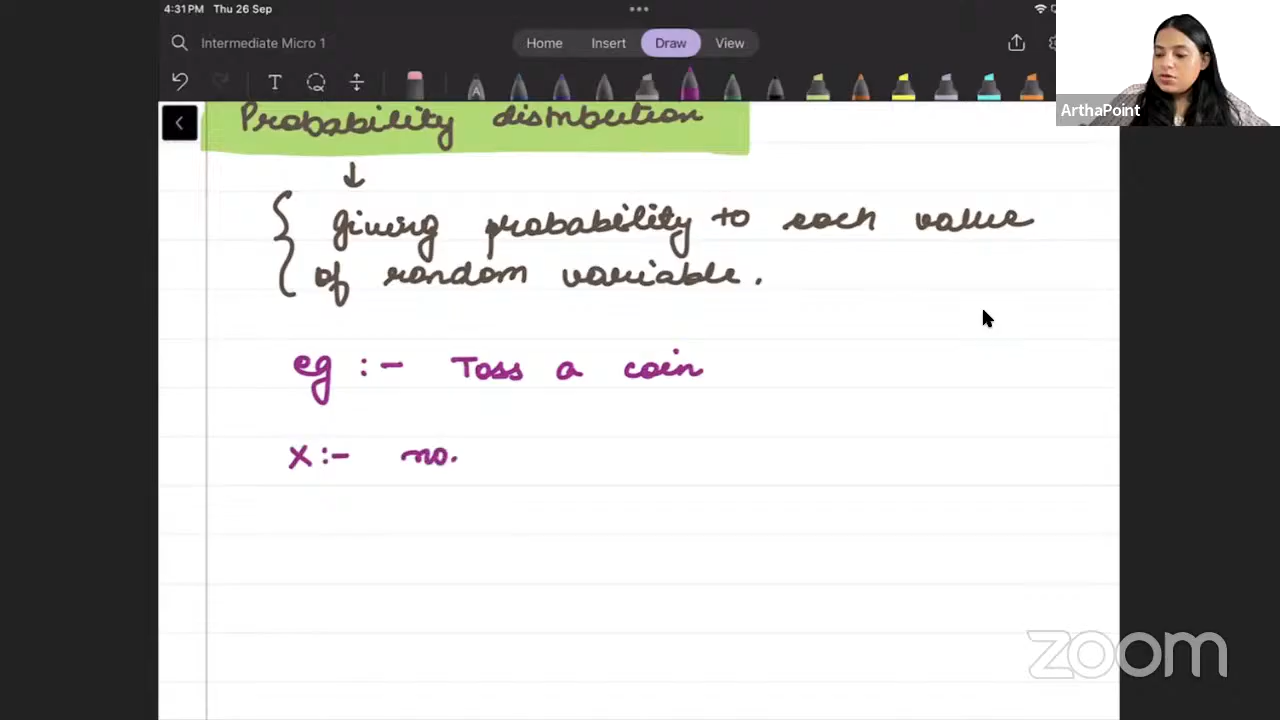 4:31 PM Thu 26 Sep
Intermediate Micro 1
Home Insert Draw View
T
A
ArthaPoint
Probability distribution
↓
{ giving probability to each value
of random variable.
eg :- Toss a coin
X :- no.
zoom